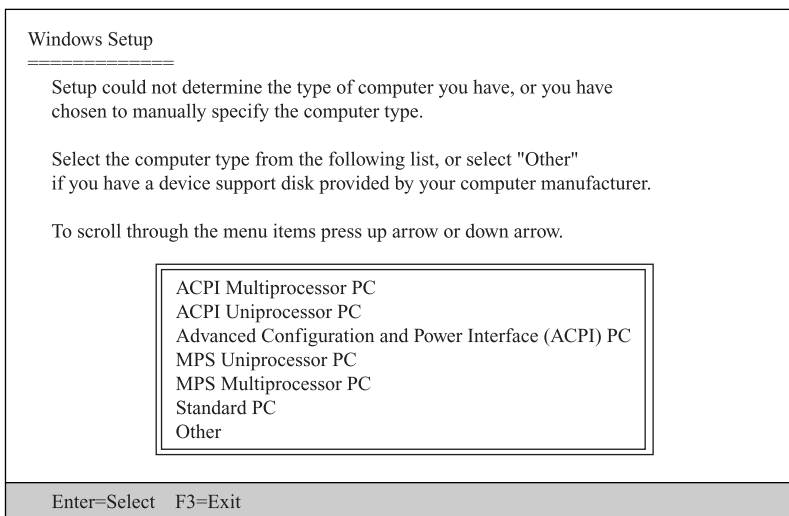 Windows Setup
=============
Setup could not determine the type of computer you have, or you have
chosen to manually specify the computer type.
Select the computer type from the following list, or select "Other"
if you have a device support disk provided by your computer manufacturer.
To scroll through the menu items press up arrow or down arrow.
ACPI Multiprocessor PC
ACPI Uniprocessor PC
Advanced Configuration and Power Interface (ACPI) PC
MPS Uniprocessor PC
MPS Multiprocessor PC
Standard PC
Other
Enter=Select F3=Exit